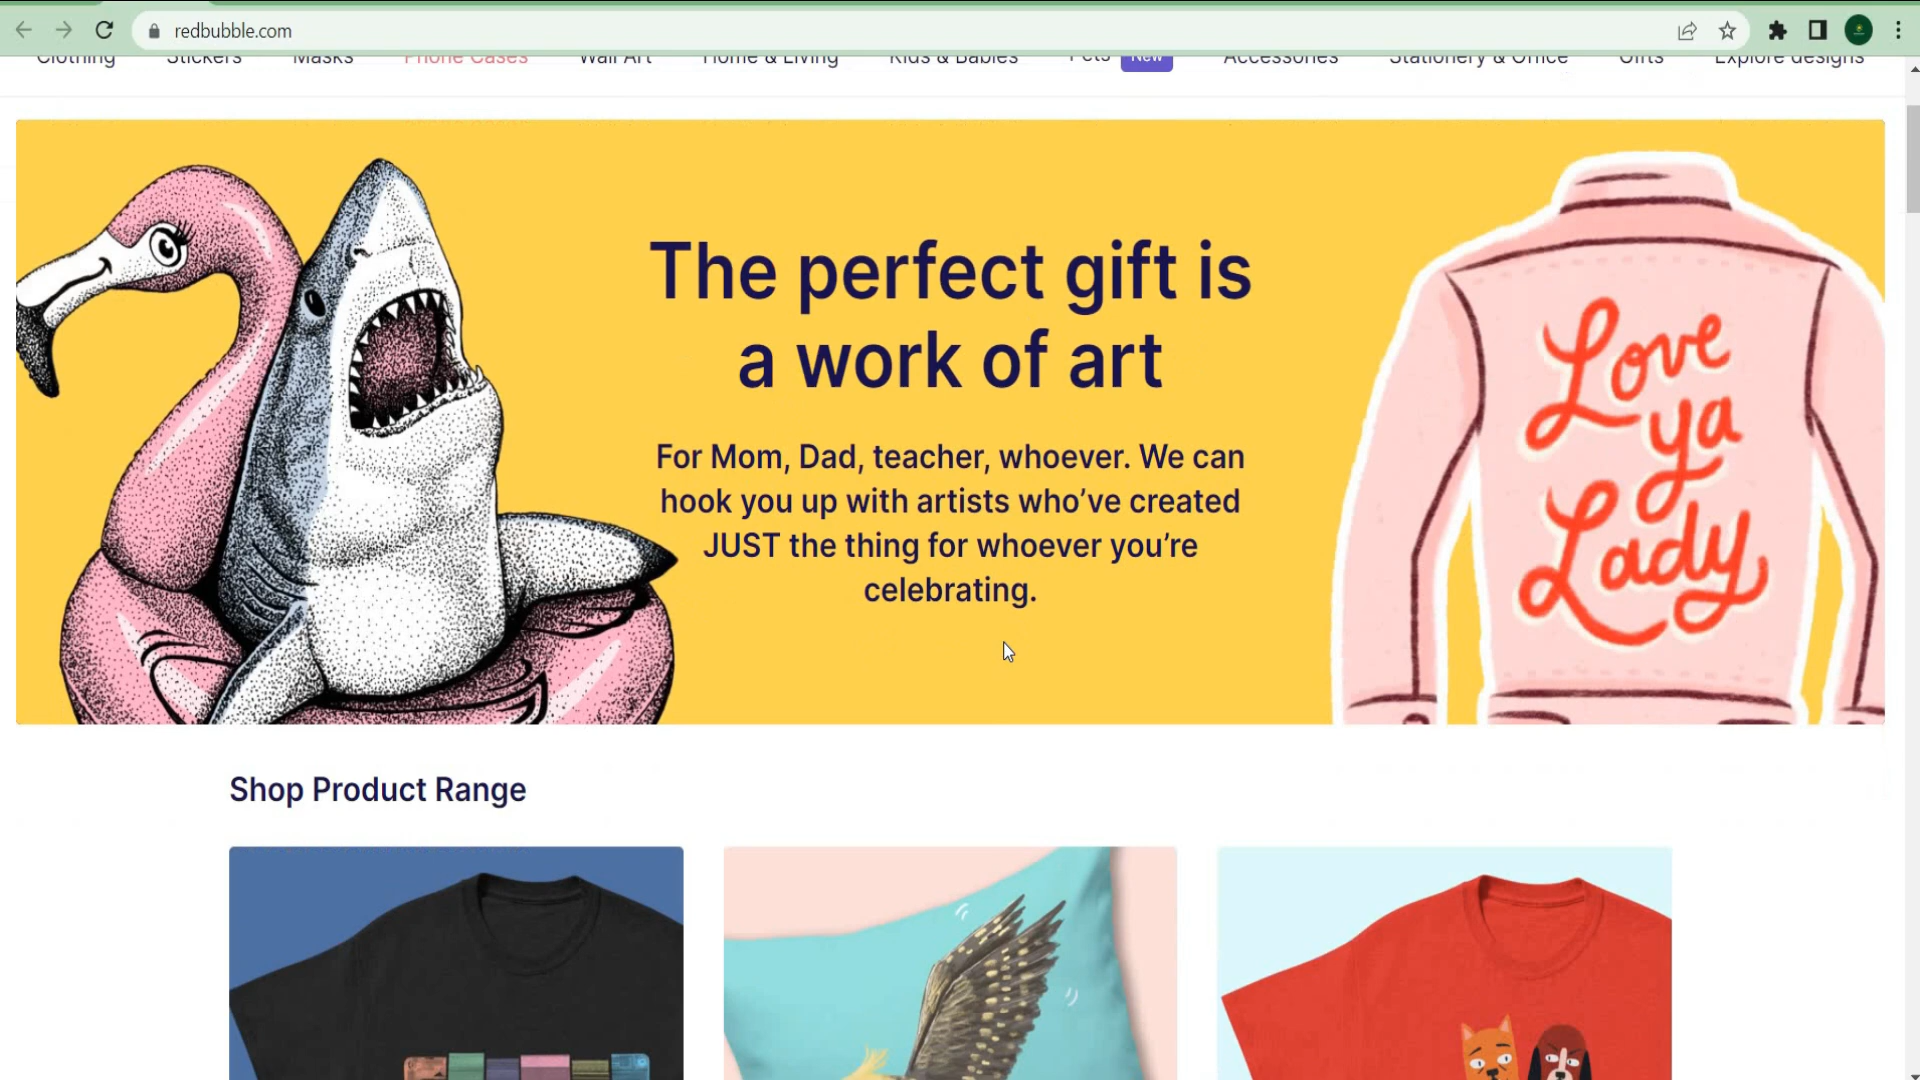 redbubble.com
Clothing Stickers Masks Phone Cases Wall Art Home & Living Kids & Babies Pets New Accessories Stationery & Office Gifts Explore designs
The perfect gift is
a work of art
For Mom, Dad, teacher, whoever. We can
hook you up with artists who’ve created
JUST the thing for whoever you’re
celebrating.
Love
ya
Lady
Shop Product Range